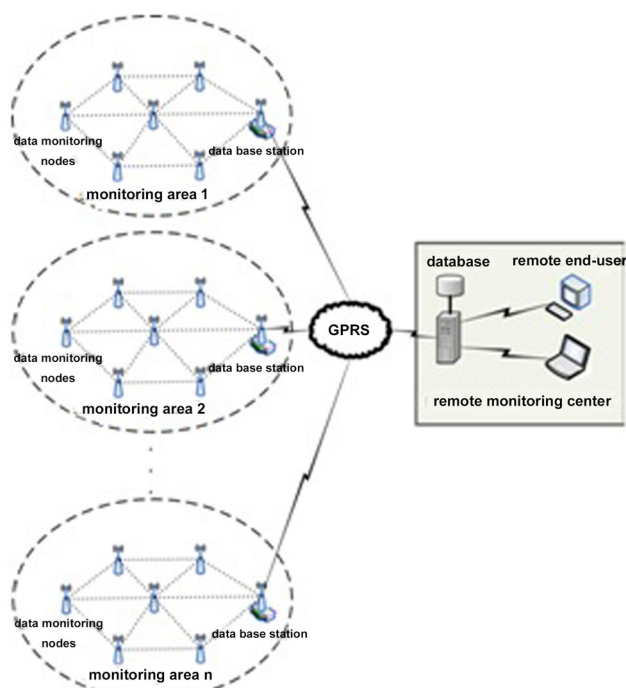 data monitoring
nodes
data base station
monitoring area 1
database
remote end-user
GPRS
remote monitoring center
data monitoring
nodes
data base station
monitoring area 2
data monitoring
nodes
data base station
monitoring area n